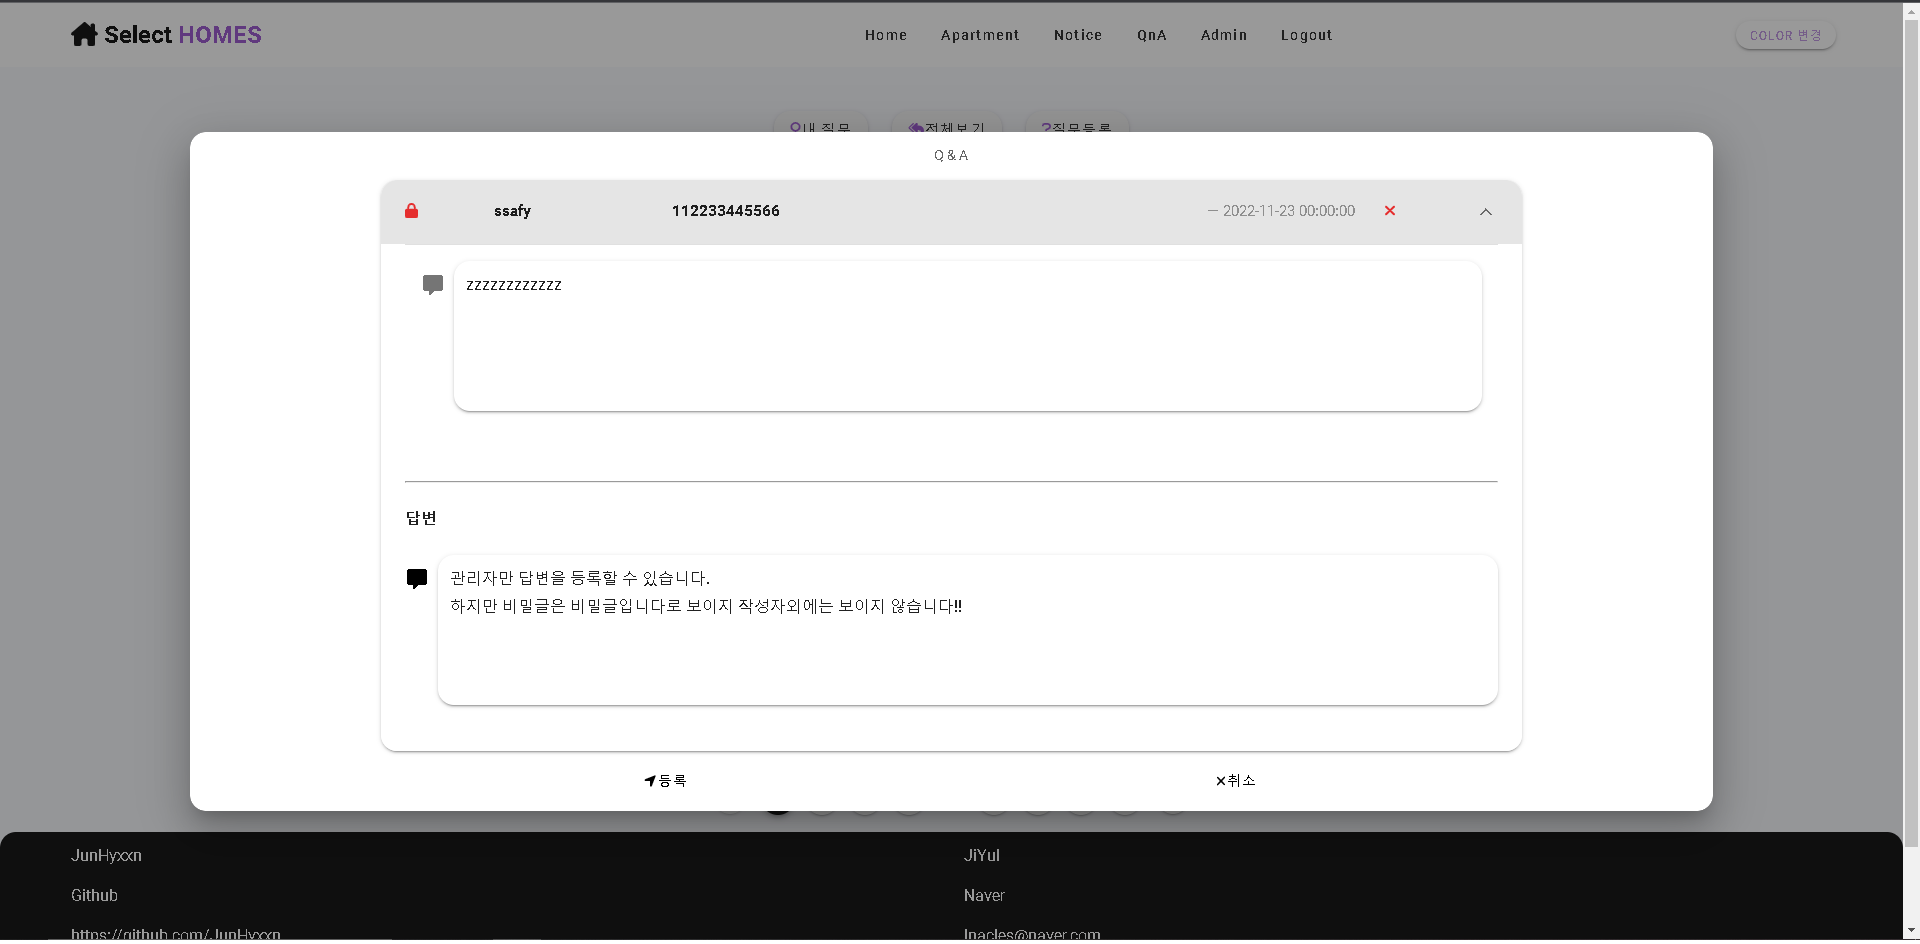 Select HOMES
Home Apartment Notice QnA Admin Logout
COLOR 변경
내 질문 전체보기 질문등록
Q & A
ssafy 112233445566 — 2022-11-23 00:00:00
zzzzzzzzzzzz
답변
관리자만 답변을 등록할 수 있습니다.
하지만 비밀글은 비밀글입니다로 보이지 작성자외에는 보이지 않습니다!!
등록 취소
JunHyxxn JiYul
Github Naver
https://github.com/JunHyxxn lnacles@naver.com